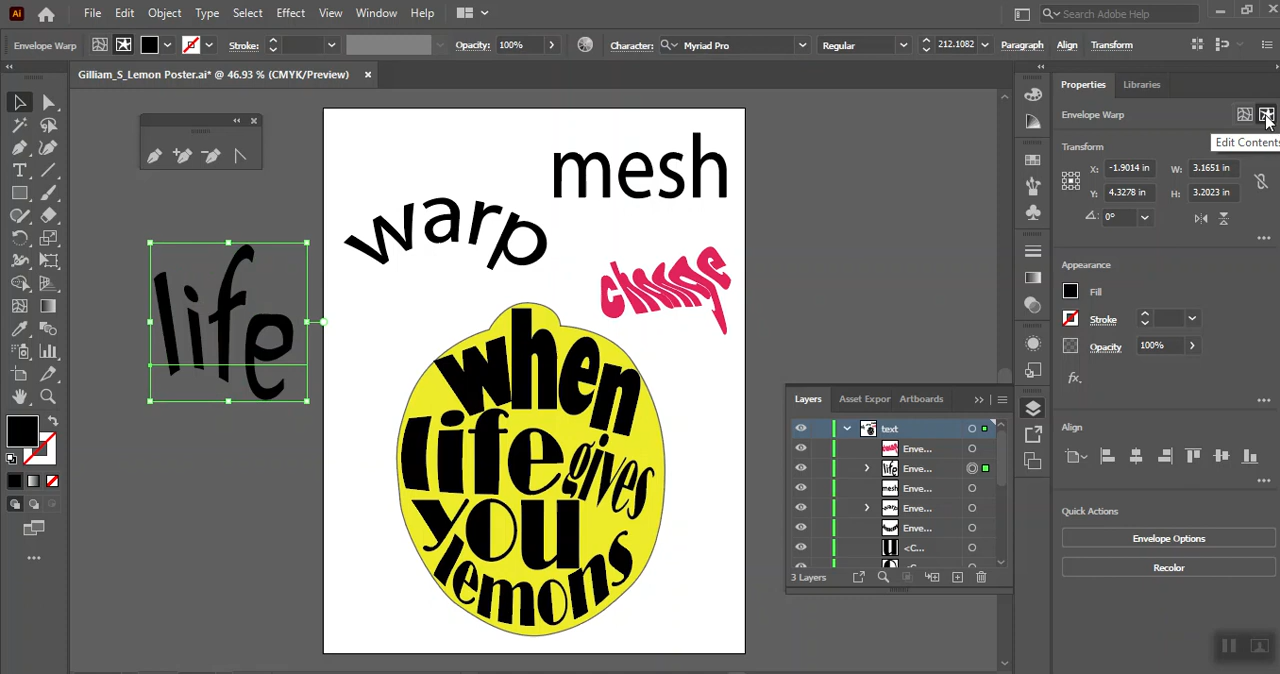 Ai File Edit Object Type Select Effect View Window Help Search Adobe Help
Envelope Warp Stroke: Opacity: 100% Character: Myriad Pro Regular 212.1082 Paragraph Align Transform
Gilliam_S_Lemon Poster.ai* @ 46.93 % (CMYK/Preview)
Properties Libraries
Envelope Warp
Edit Contents
Transform
X: -1.9014 in W: 3.1651 in
Y: 4.3278 in H: 3.2023 in
0°
Appearance
Fill
Stroke
Opacity 100%
fx
Align
Quick Actions
Envelope Options
Recolor
mesh
warp
change
life
when
life gives
you
lemons
Layers Asset Expor Artboards
text
Enve...
Enve...
Enve...
Enve...
Enve...
<C...
3 Layers